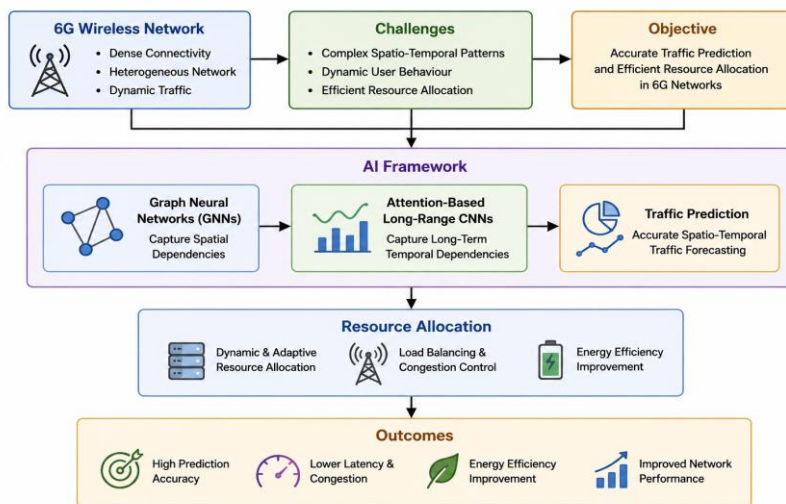 6G Wireless Network
• Dense Connectivity
• Heterogeneous Network
• Dynamic Traffic
Challenges
• Complex Spatio-Temporal Patterns
• Dynamic User Behaviour
• Efficient Resource Allocation
Objective
Accurate Traffic Prediction
and Efficient Resource Allocation
in 6G Networks
AI Framework
Graph Neural
Networks (GNNs)
Capture Spatial
Dependencies
Attention-Based
Long-Range CNNs
Capture Long-Term
Temporal Dependencies
Traffic Prediction
Accurate Spatio-Temporal
Traffic Forecasting
Resource Allocation
Dynamic & Adaptive
Resource Allocation
Load Balancing &
Congestion Control
Energy Efficiency
Improvement
Outcomes
High Prediction
Accuracy
Lower Latency &
Congestion
Energy Efficiency
Improvement
Improved Network
Performance